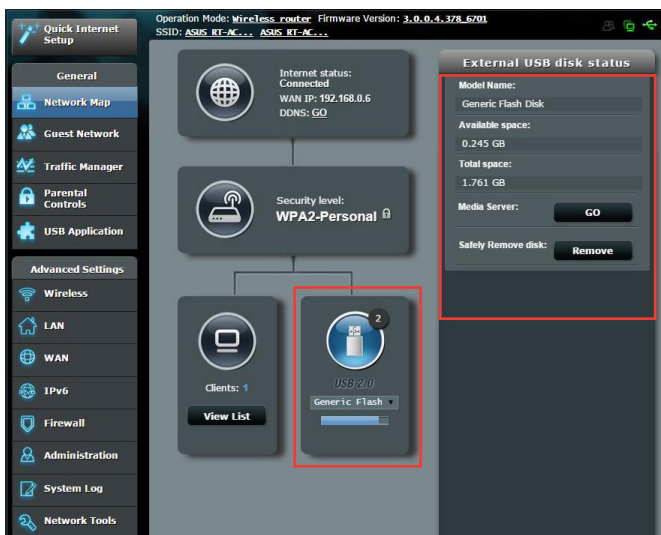 Quick Internet
Setup
Operation Mode: Wireless router Firmware Version: 3.0.0.4.378_6701
SSID: ASUS RT-AC... ASUS RT-AC...
General
Network Map
Guest Network
Traffic Manager
Parental
Controls
USB Application
Advanced Settings
Wireless
LAN
WAN
IPv6
Firewall
Administration
System Log
Network Tools
Internet status:
Connected
WAN IP: 192.168.0.6
DDNS: GO
Security level:
WPA2-Personal
Clients: 1
View List
2
USB 2.0
Generic Flash
External USB disk status
Model Name:
Generic Flash Disk
Available space:
0.245 GB
Total space:
1.761 GB
Media Server: GO
Safely Remove disk: Remove